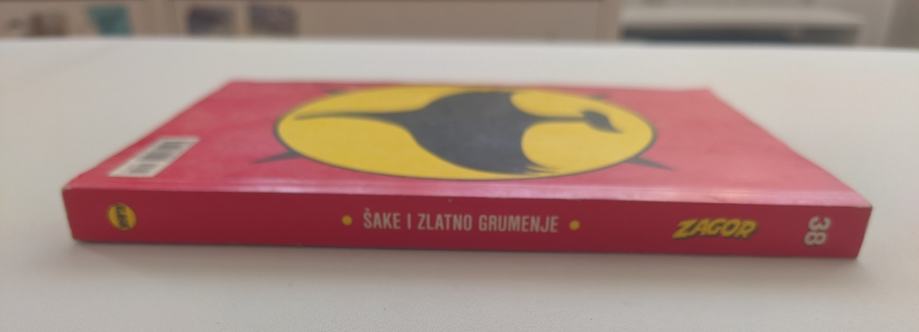 • ŠAKE I ZLATNO GRUMENJE •
ZAGOR
38